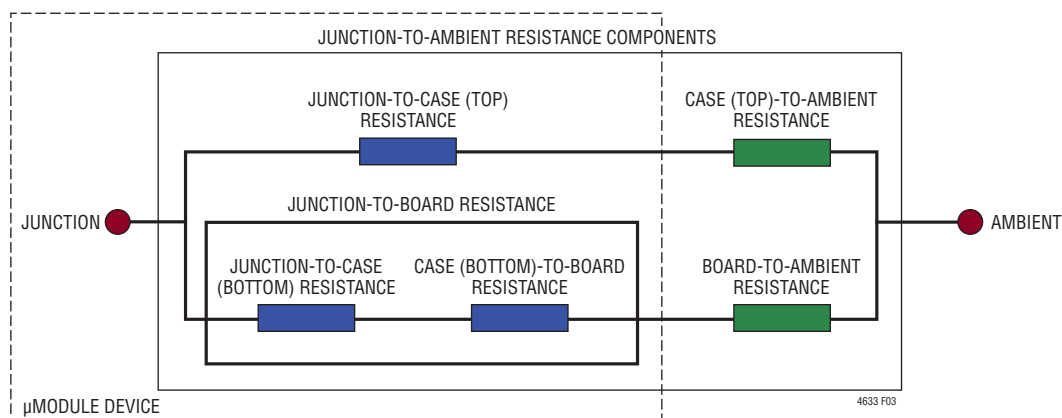 JUNCTION-TO-AMBIENT RESISTANCE COMPONENTS
JUNCTION-TO-CASE (TOP)
RESISTANCE
CASE (TOP)-TO-AMBIENT
RESISTANCE
JUNCTION
JUNCTION-TO-BOARD RESISTANCE
AMBIENT
JUNCTION-TO-CASE
(BOTTOM) RESISTANCE
CASE (BOTTOM)-TO-BOARD
RESISTANCE
BOARD-TO-AMBIENT
RESISTANCE
4633 F03
µMODULE DEVICE